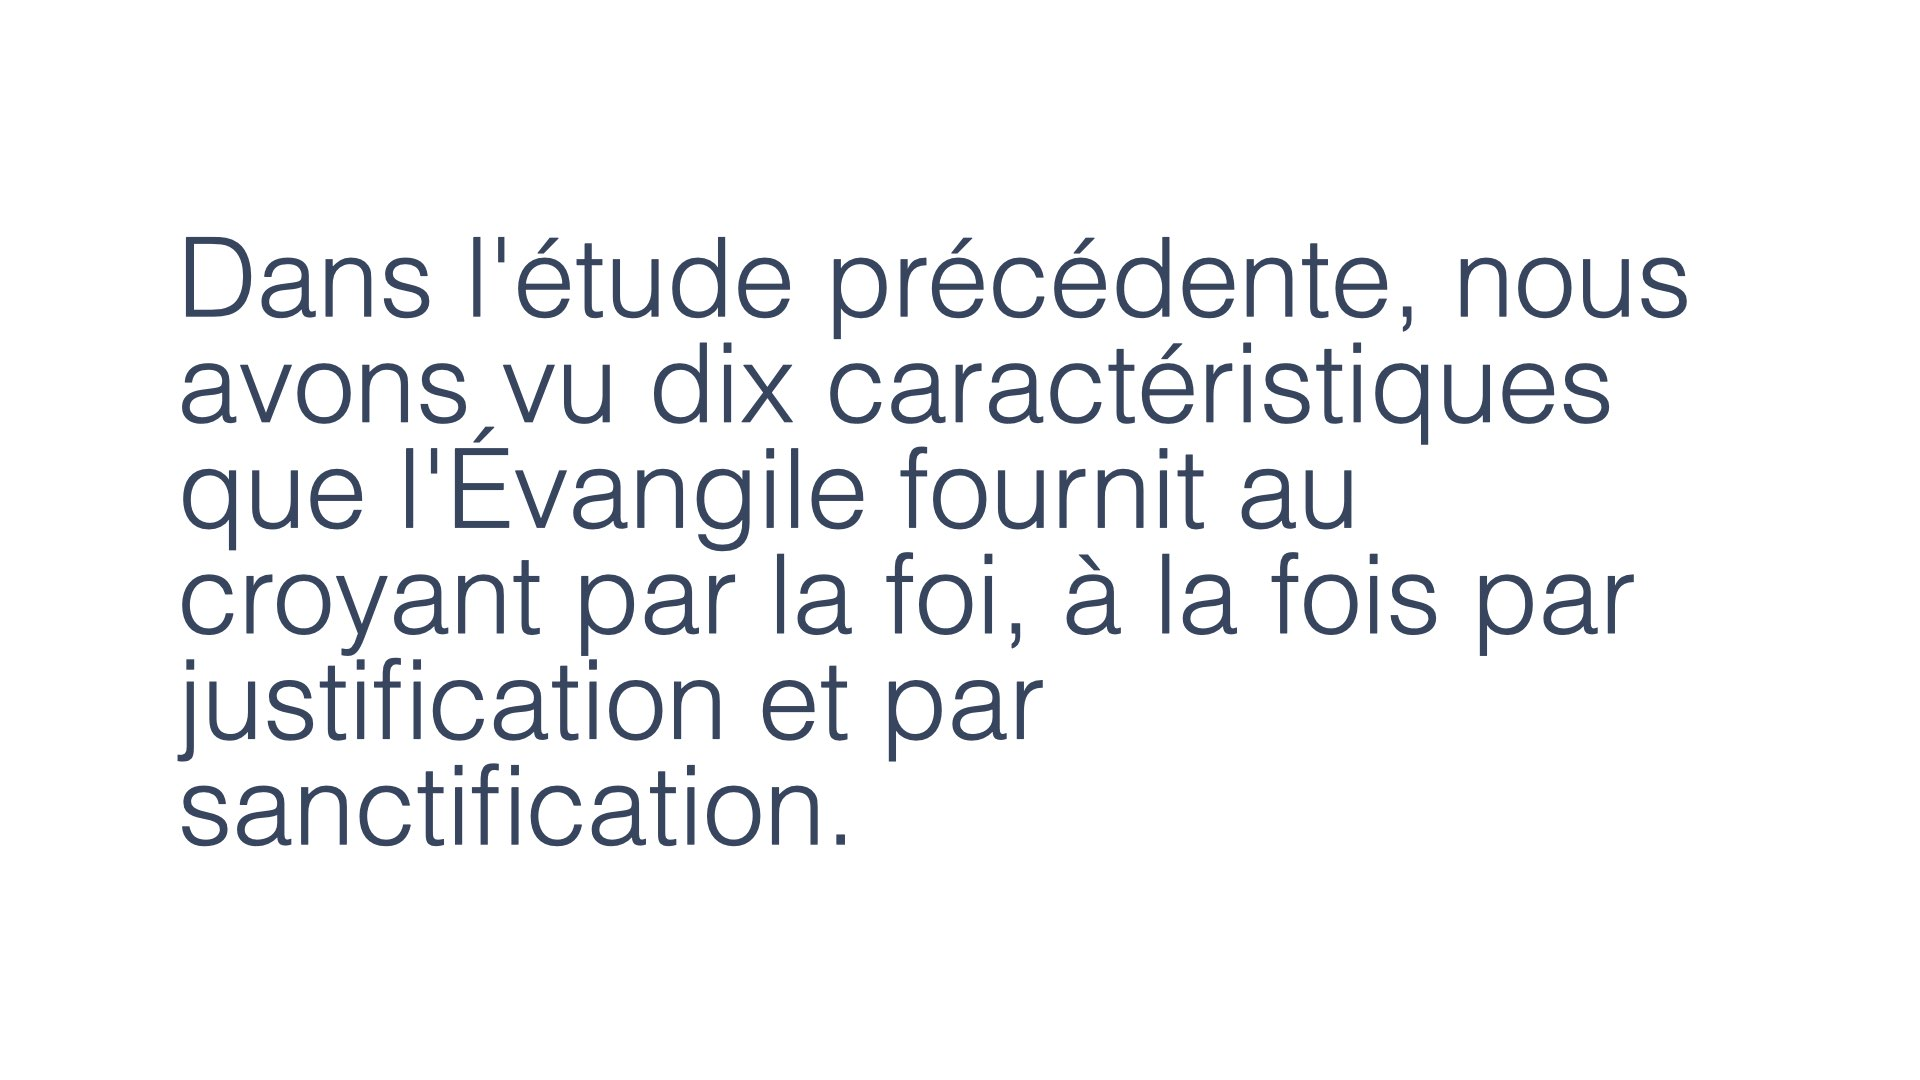 Dans l'étude précédente, nous
avons vu dix caractéristiques
que l'Évangile fournit au
croyant par la foi, à la fois par
justification et par
sanctification.